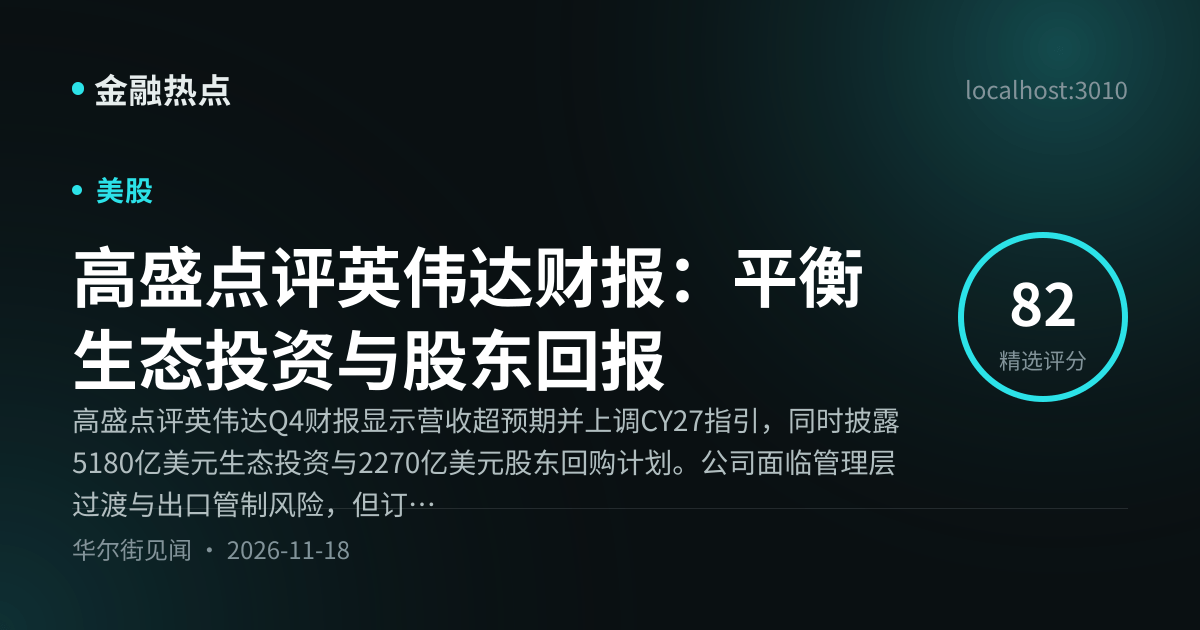 金融热点
localhost:3010
美股
高盛点评英伟达财报：平衡
生态投资与股东回报
82
精选评分
高盛点评英伟达Q4财报显示营收超预期并上调CY27指引，同时披露
5180亿美元生态投资与2270亿美元股东回购计划。公司面临管理层
过渡与出口管制风险，但订…
华尔街见闻 · 2026-11-18